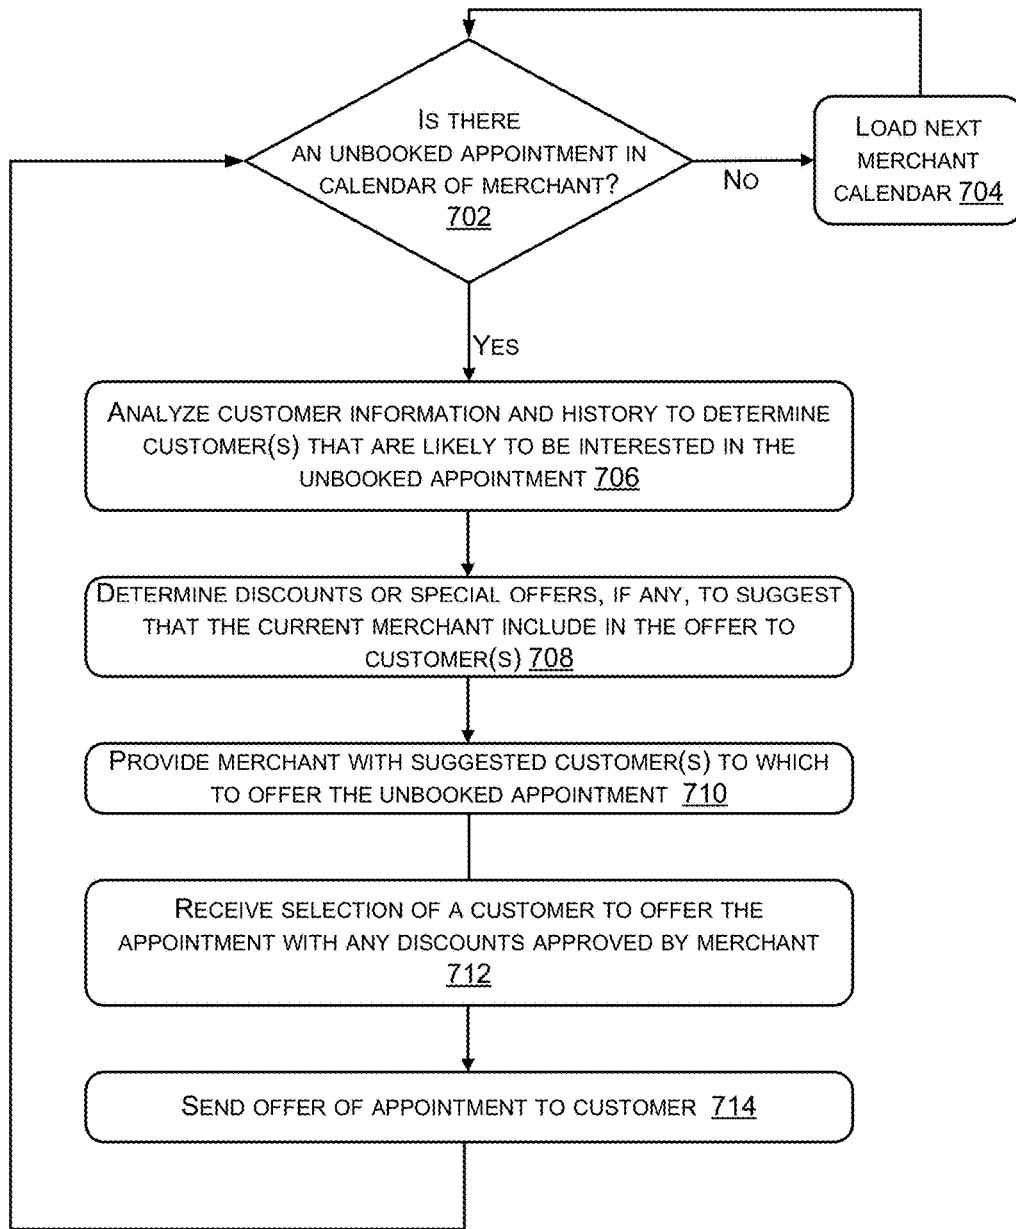 IS THERE
AN UNBOOKED APPOINTMENT IN
CALENDAR OF MERCHANT?
702
NO
LOAD NEXT
MERCHANT
CALENDAR 704
YES
ANALYZE CUSTOMER INFORMATION AND HISTORY TO DETERMINE
CUSTOMER(S) THAT ARE LIKELY TO BE INTERESTED IN THE
UNBOOKED APPOINTMENT 706
DETERMINE DISCOUNTS OR SPECIAL OFFERS, IF ANY, TO SUGGEST
THAT THE CURRENT MERCHANT INCLUDE IN THE OFFER TO
CUSTOMER(S) 708
PROVIDE MERCHANT WITH SUGGESTED CUSTOMER(S) TO WHICH
TO OFFER THE UNBOOKED APPOINTMENT 710
RECEIVE SELECTION OF A CUSTOMER TO OFFER THE
APPOINTMENT WITH ANY DISCOUNTS APPROVED BY MERCHANT
712
SEND OFFER OF APPOINTMENT TO CUSTOMER 714